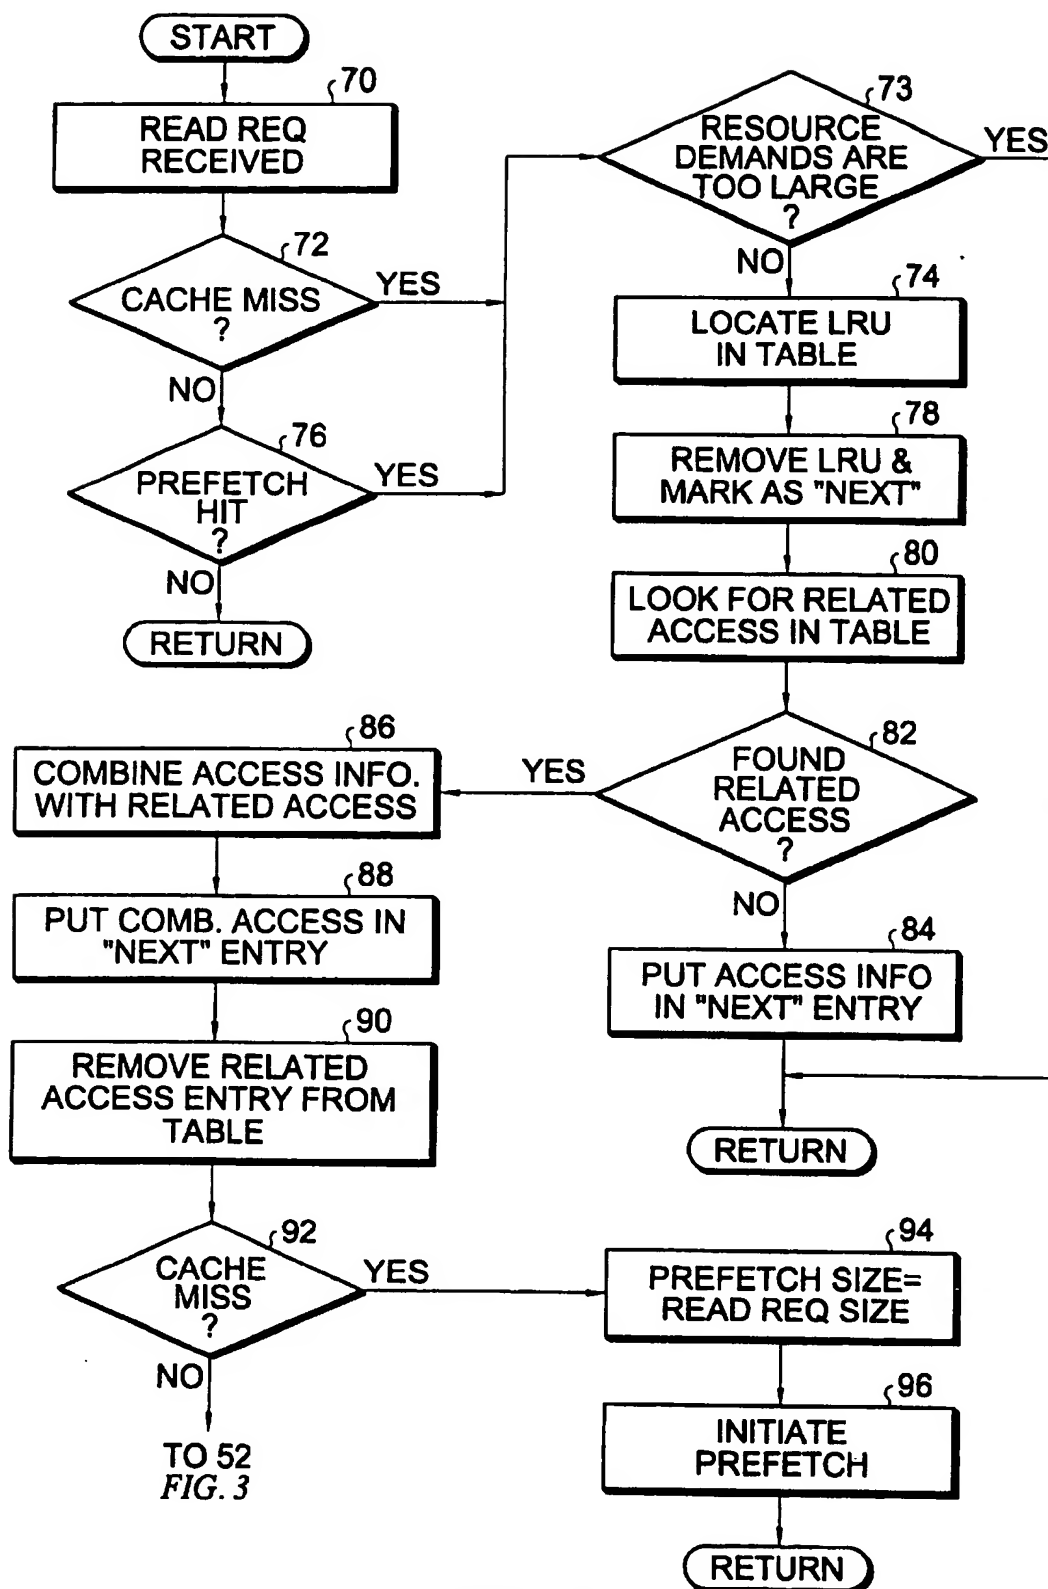 START
70
READ REQ
RECEIVED
72
CACHE MISS
?
YES
NO
76
PREFETCH
HIT
?
YES
NO
RETURN
73
RESOURCE
DEMANDS ARE
TOO LARGE
?
YES
NO
74
LOCATE LRU
IN TABLE
78
REMOVE LRU &
MARK AS "NEXT"
80
LOOK FOR RELATED
ACCESS IN TABLE
82
FOUND
RELATED
ACCESS
?
YES
NO
84
PUT ACCESS INFO
IN "NEXT" ENTRY
RETURN
86
COMBINE ACCESS INFO.
WITH RELATED ACCESS
88
PUT COMB. ACCESS IN
"NEXT" ENTRY
90
REMOVE RELATED
ACCESS ENTRY FROM
TABLE
92
CACHE
MISS
?
YES
NO
TO 52
FIG. 3
94
PREFETCH SIZE=
READ REQ SIZE
96
INITIATE
PREFETCH
RETURN